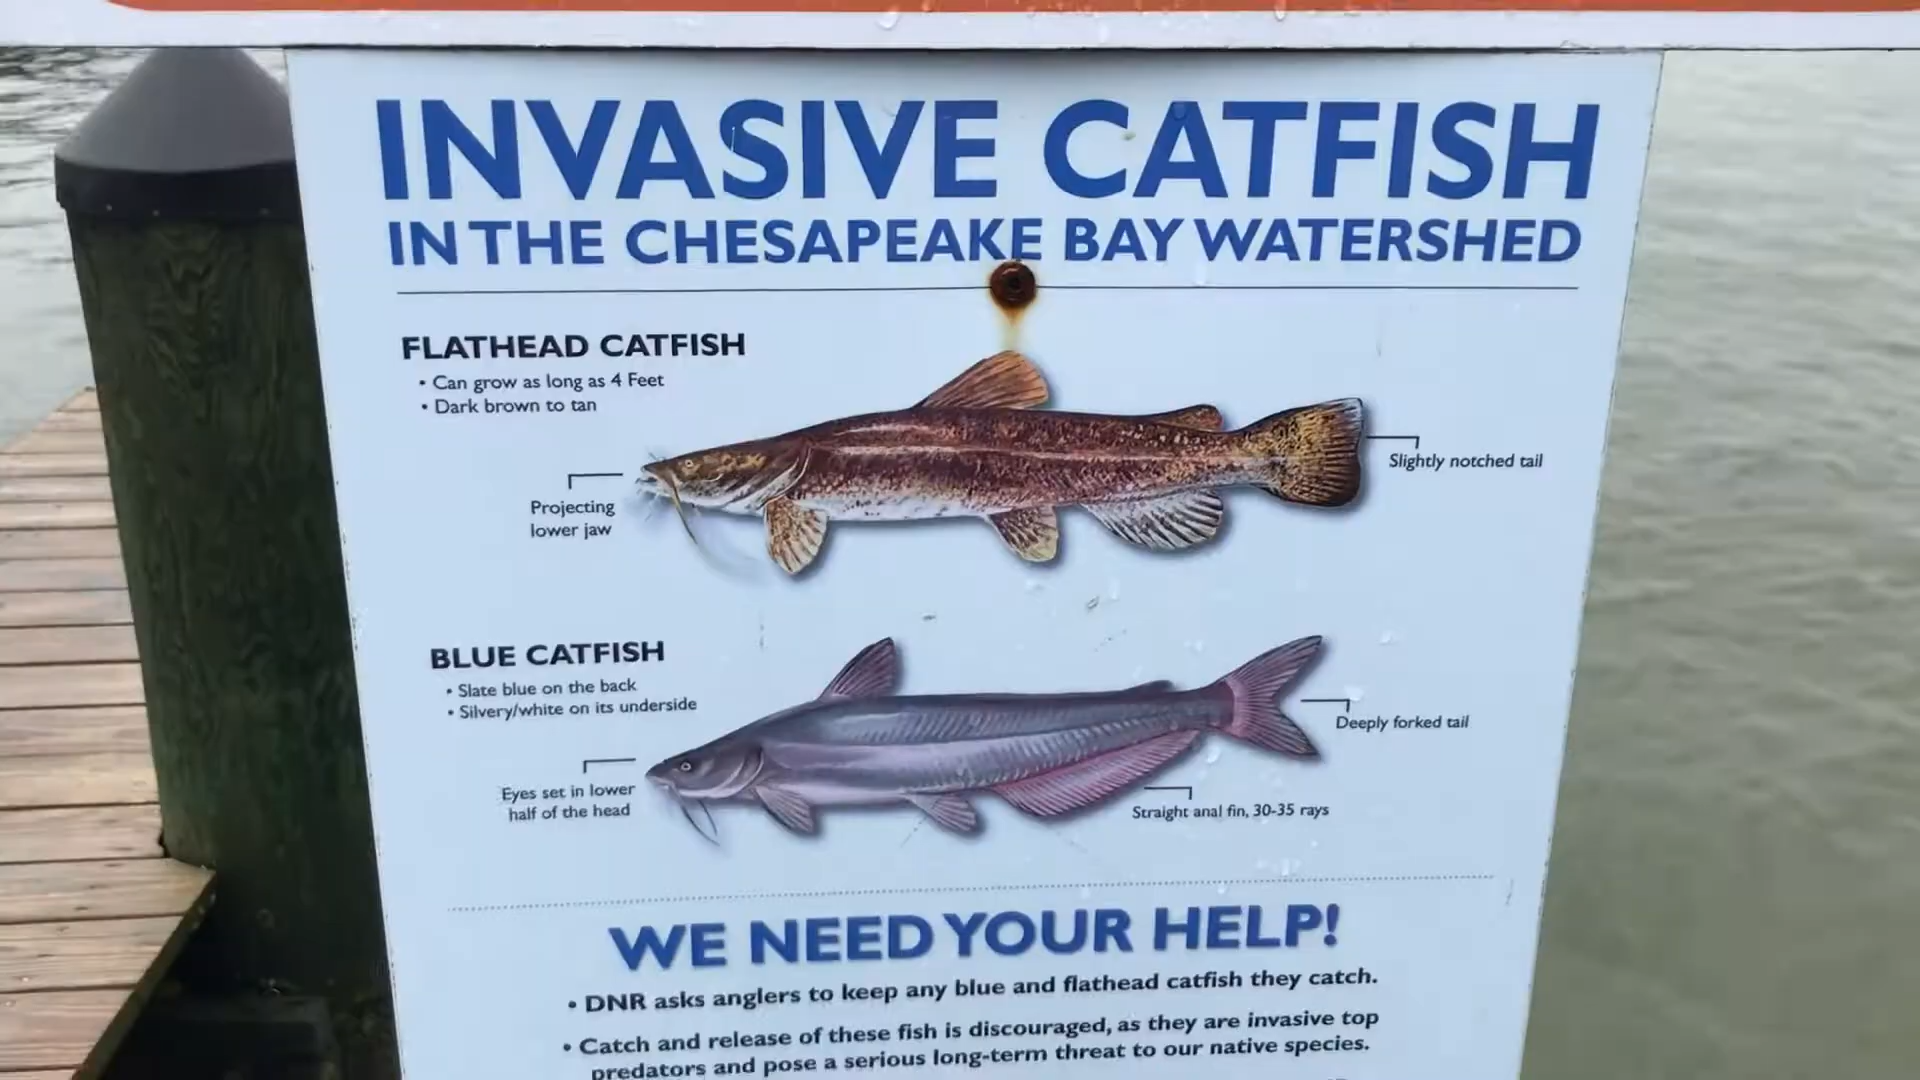 INVASIVE CATFISH
IN THE CHESAPEAKE BAY WATERSHED
FLATHEAD CATFISH
• Can grow as long as 4 Feet
• Dark brown to tan
Projecting
lower jaw
Slightly notched tail
BLUE CATFISH
• Slate blue on the back
• Silvery/white on its underside
Eyes set in lower
half of the head
Deeply forked tail
Straight anal fin, 30-35 rays
WE NEED YOUR HELP!
• DNR asks anglers to keep any blue and flathead catfish they catch.
• Catch and release of these fish is discouraged, as they are invasive top
predators and pose a serious long-term threat to our native species.